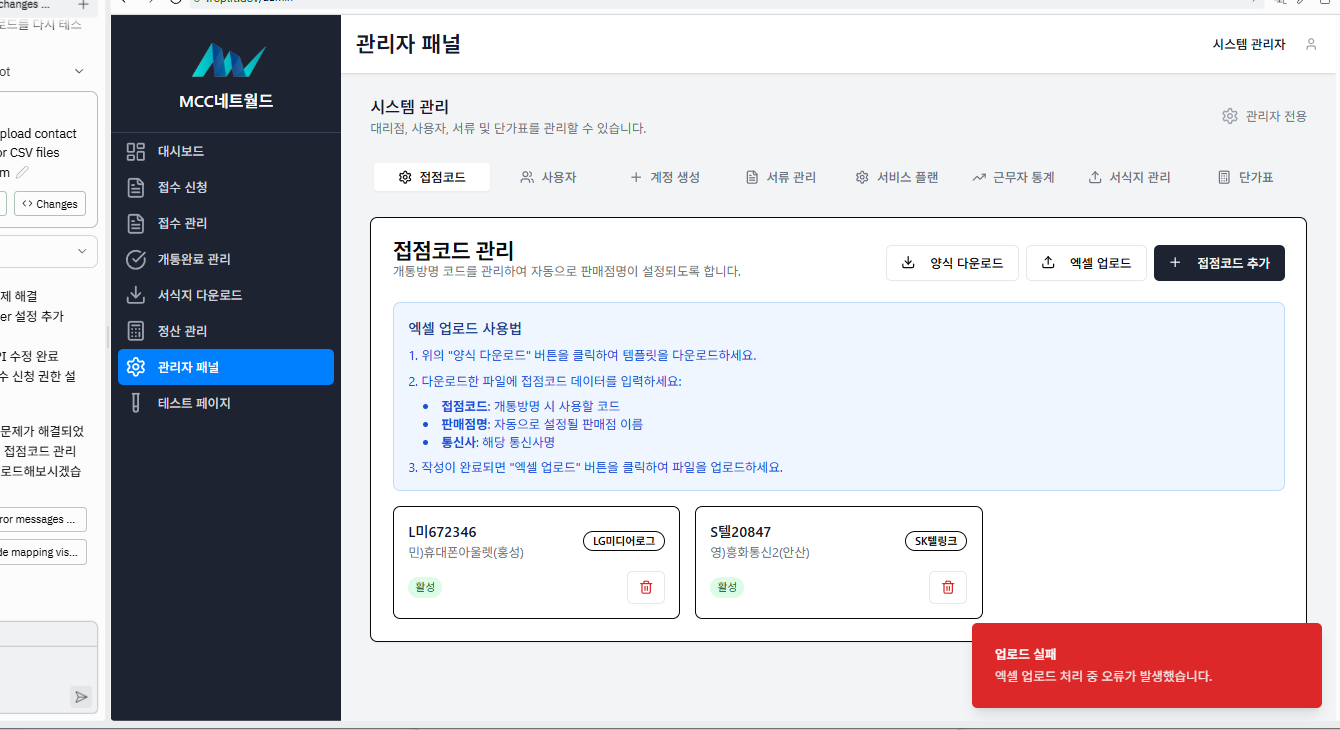 changes ...
로드를 다시 테스
ot
pload contact
or CSV files
m
<> Changes
제 해결
er 설정 추가
PI 수정 완료
수 신청 권한 설
문제가 해결되었
접점코드 관리
로드해보시겠습
ror messages ...
de mapping vis...
MCC네트월드
대시보드
접수 신청
접수 관리
개통완료 관리
서식지 다운로드
정산 관리
관리자 패널
테스트 페이지
관리자 패널
시스템 관리자
시스템 관리
대리점, 사용자, 서류 및 단가표를 관리할 수 있습니다.
관리자 전용
접점코드
사용자
계정 생성
서류 관리
서비스 플랜
근무자 통계
서식지 관리
단가표
접점코드 관리
개통방명 코드를 관리하여 자동으로 판매점명이 설정되도록 합니다.
양식 다운로드
엑셀 업로드
접점코드 추가
엑셀 업로드 사용법
1. 위의 "양식 다운로드" 버튼을 클릭하여 템플릿을 다운로드하세요.
2. 다운로드한 파일에 접점코드 데이터를 입력하세요:
• 접점코드: 개통방명 시 사용할 코드
• 판매점명: 자동으로 설정될 판매점 이름
• 통신사: 해당 통신사명
3. 작성이 완료되면 "엑셀 업로드" 버튼을 클릭하여 파일을 업로드하세요.
L미672346
민)휴대폰아울렛(홍성)
LG미디어로그
활성
S텔20847
영)흥화통신2(안산)
SK텔링크
활성
업로드 실패
엑셀 업로드 처리 중 오류가 발생했습니다.